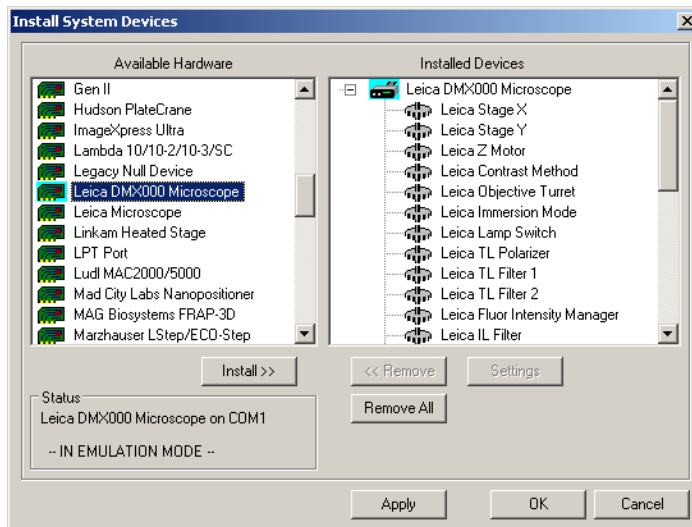 Install System Devices
Available Hardware
Gen II
Hudson PlateCrane
ImageXpress Ultra
Lambda 10/10-2/10-3/SC
Legacy Null Device
Leica DMX000 Microscope
Leica Microscope
Linkam Heated Stage
LPT Port
Ludl MAC2000/5000
Mad City Labs Nanopositioner
MAG Biosystems FRAP-3D
Marzhauser LStep/ECO-Step
Install >>
Status
Leica DMX000 Microscope on COM1
-- IN EMULATION MODE --
Installed Devices
Leica DMX000 Microscope
Leica Stage X
Leica Stage Y
Leica Z Motor
Leica Contrast Method
Leica Objective Turret
Leica Immersion Mode
Leica Lamp Switch
Leica TL Polarizer
Leica TL Filter 1
Leica TL Filter 2
Leica Fluor Intensity Manager
Leica IL Filter
<< Remove
Settings
Remove All
Apply
OK
Cancel